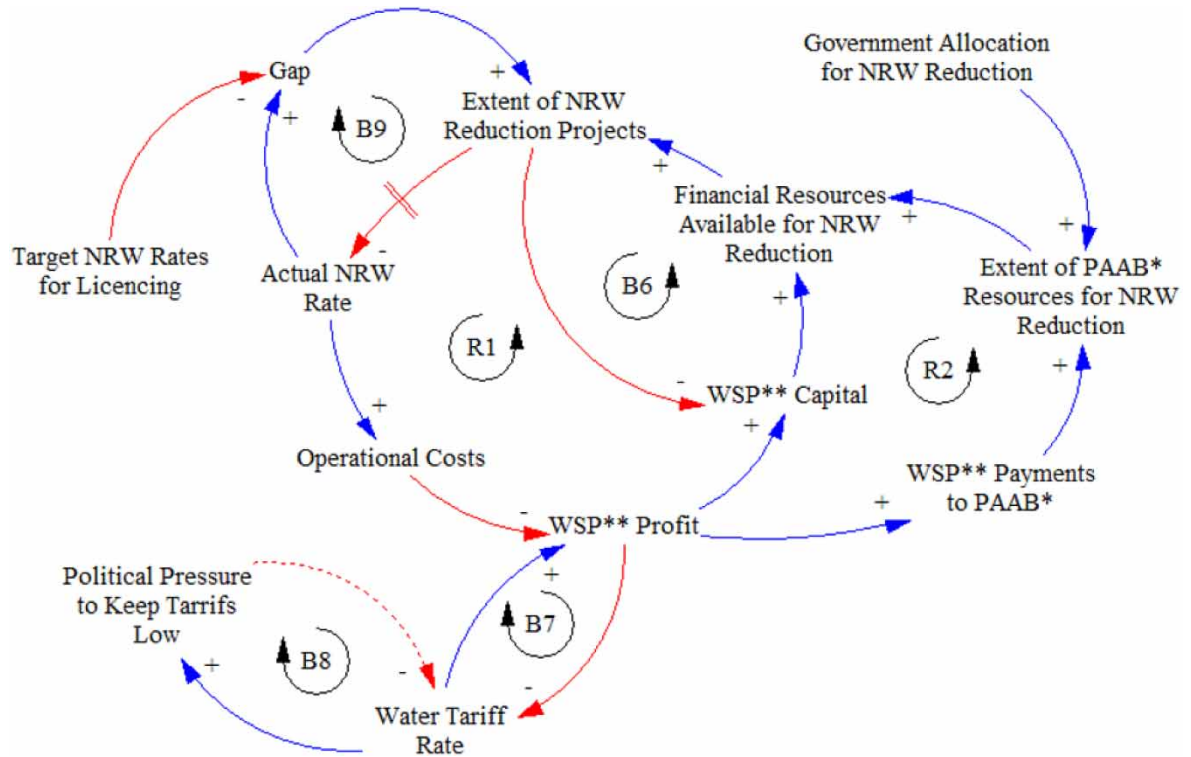 Government Allocation
for NRW Reduction
Gap
-
+
+
Extent of NRW
Reduction Projects
B9
+
Financial Resources
Available for NRW
Reduction
+
+
Target NRW Rates
for Licencing
-
Actual NRW
Rate
Extent of PAAB*
Resources for NRW
Reduction
B6
+
R1
R2
+
-
WSP** Capital
+
+
Operational Costs
WSP** Payments
to PAAB*
-
WSP** Profit
+
Political Pressure
to Keep Tarrifs
Low
+
B7
B8
+
-
-
Water Tariff
Rate